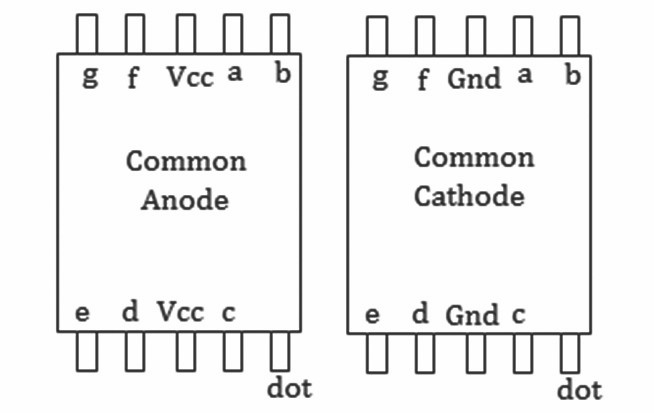 g f Vcc a b
Common
Anode
e d Vcc c
dot
g f Gnd a b
Common
Cathode
e d Gnd c
dot